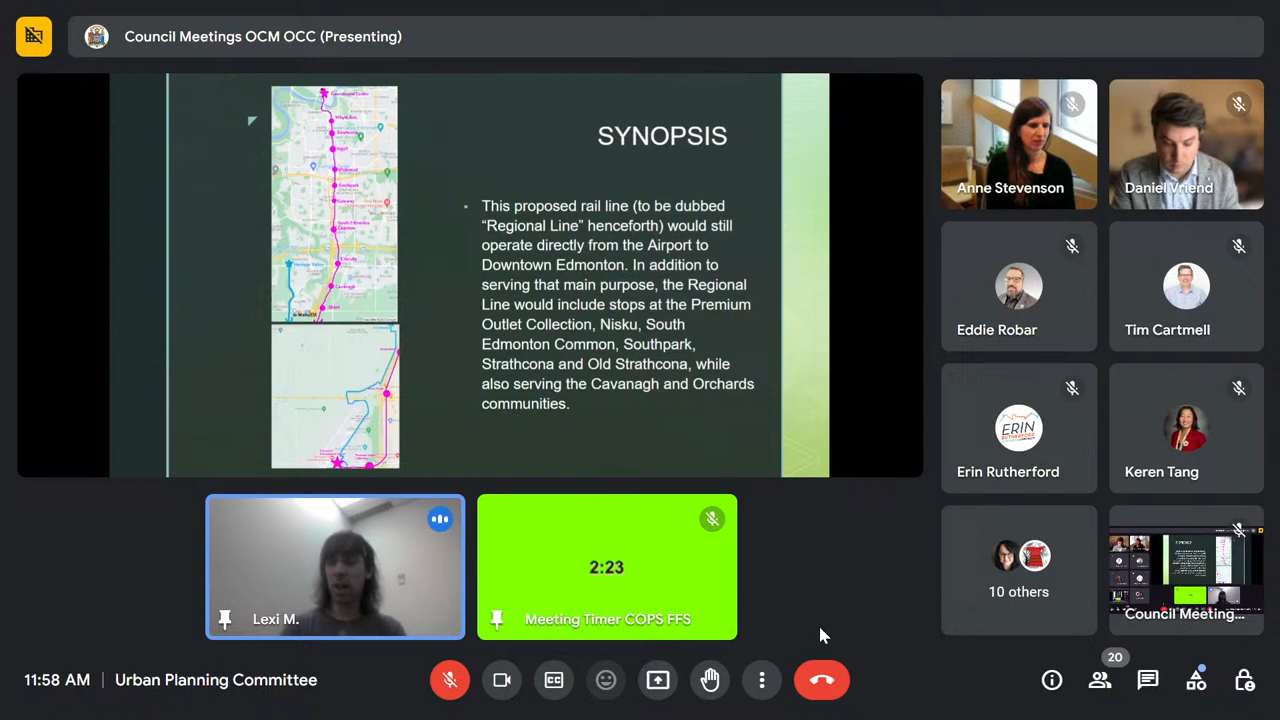 Council Meetings OCM OCC (Presenting)
SYNOPSIS
This proposed rail line (to be dubbed
“Regional Line” henceforth) would still
operate directly from the Airport to
Downtown Edmonton. In addition to
serving that main purpose, the Regional
Line would include stops at the Premium
Outlet Collection, Nisku, South
Edmonton Common, Southpark,
Strathcona and Old Strathcona, while
also serving the Cavanagh and Orchards
communities.
Anne Stevenson
Daniel Vriend
Eddie Robar
Tim Cartmell
ERIN
RUTHERFORD
Erin Rutherford
Keren Tang
10 others
Council Meeting...
Lexi M.
2:23
Meeting Timer COPS FFS
11:58 AM | Urban Planning Committee
CC
20